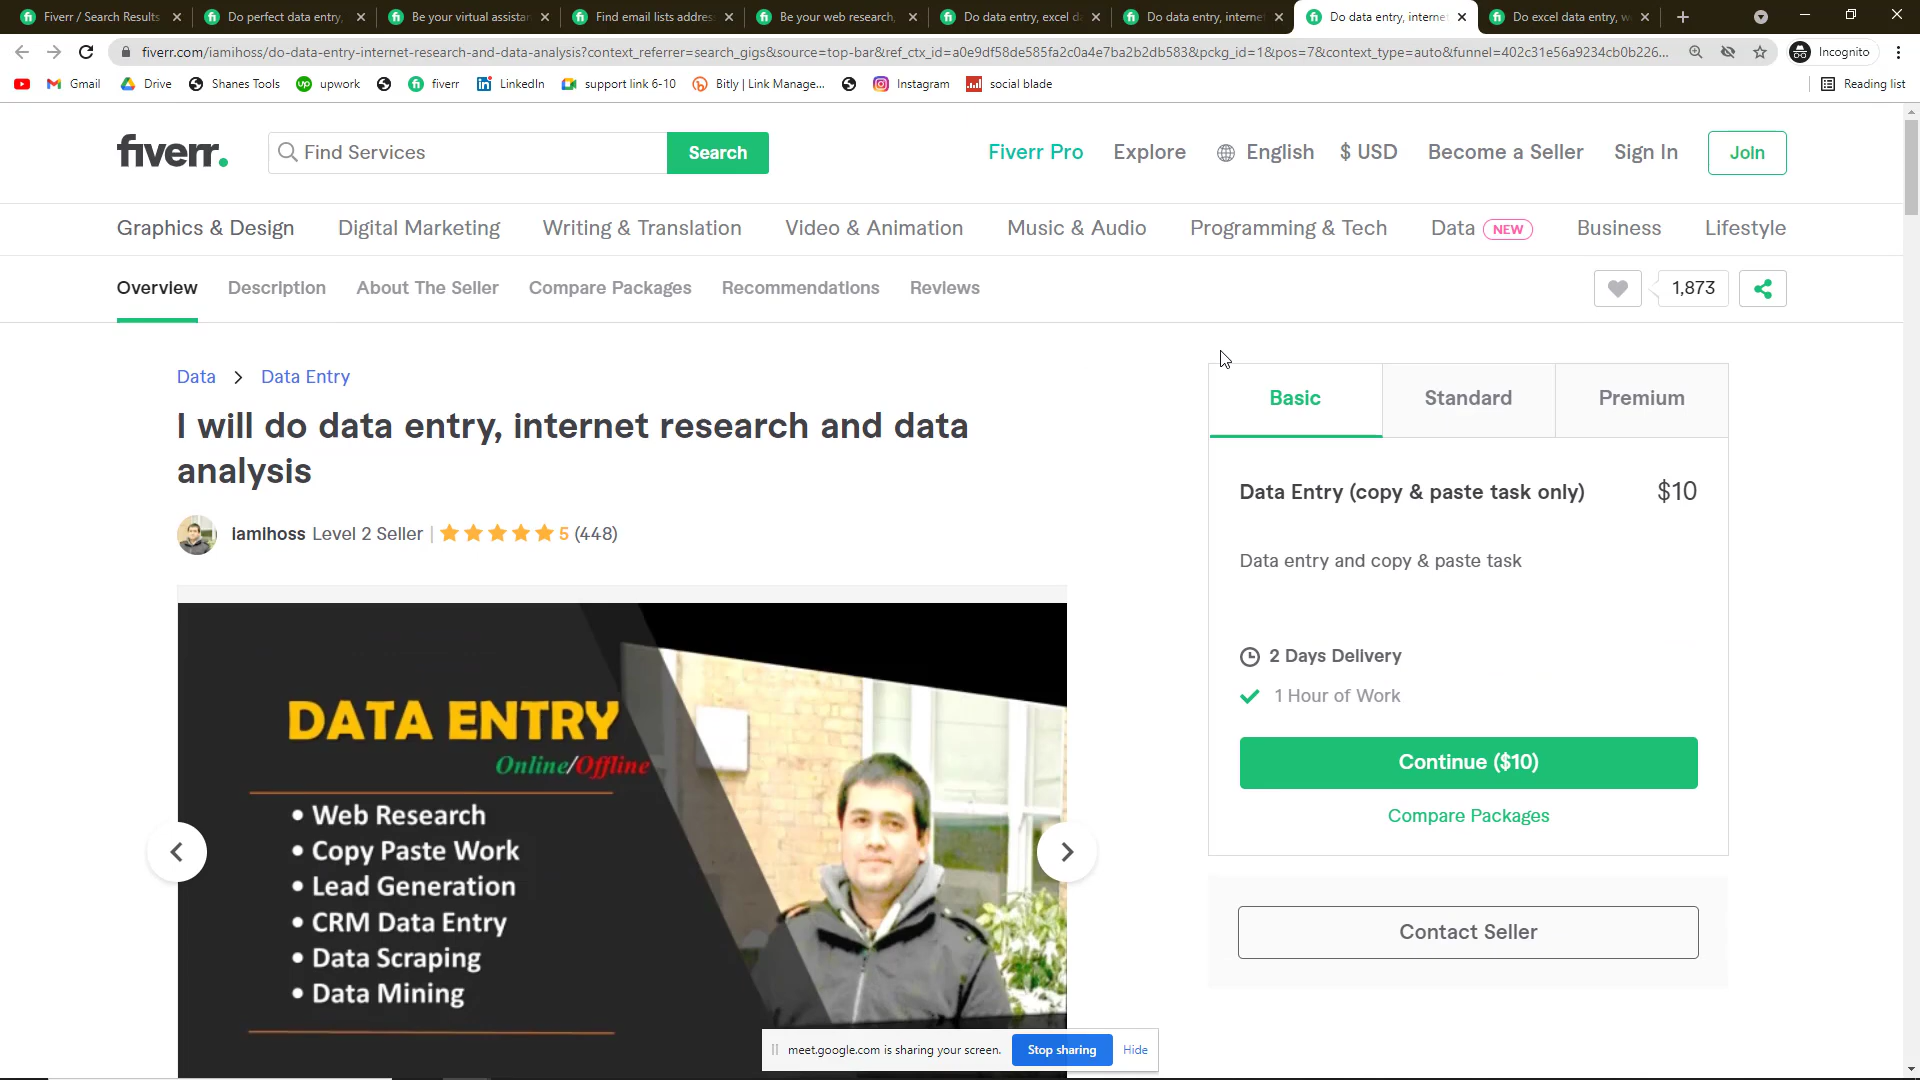 Fiverr / Search Results
Do perfect data entry,
Be your virtual assistan
Find email lists addres
Be your web research,
Do data entry, excel da
Do data entry, internet
Do data entry, internet
Do excel data entry, w
fiverr.com/iamihoss/do-data-entry-internet-research-and-data-analysis?context_referrer=search_gigs&source=top-bar&ref_ctx_id=a0e9df58de585fa2c0a4e7ba2b2db583&pckg_id=1&pos=7&context_type=auto&funnel=402c31e56a9234cb0b226...
Incognito
Gmail
Drive
Shanes Tools
upwork
fiverr
LinkedIn
support link 6-10
Bitly | Link Manage...
Instagram
social blade
Reading list
fiverr.
Find Services
Search
Fiverr Pro
Explore
English
$ USD
Become a Seller
Sign In
Join
Graphics & Design
Digital Marketing
Writing & Translation
Video & Animation
Music & Audio
Programming & Tech
Data NEW
Business
Lifestyle
Overview
Description
About The Seller
Compare Packages
Recommendations
Reviews
1,873
Data > Data Entry
I will do data entry, internet research and data
analysis
iamihoss Level 2 Seller | 5 (448)
DATA ENTRY
Online/Offline
• Web Research
• Copy Paste Work
• Lead Generation
• CRM Data Entry
• Data Scraping
• Data Mining
Basic
Standard
Premium
Data Entry (copy & paste task only)
$10
Data entry and copy & paste task
2 Days Delivery
1 Hour of Work
Continue ($10)
Compare Packages
Contact Seller
meet.google.com is sharing your screen.
Stop sharing
Hide